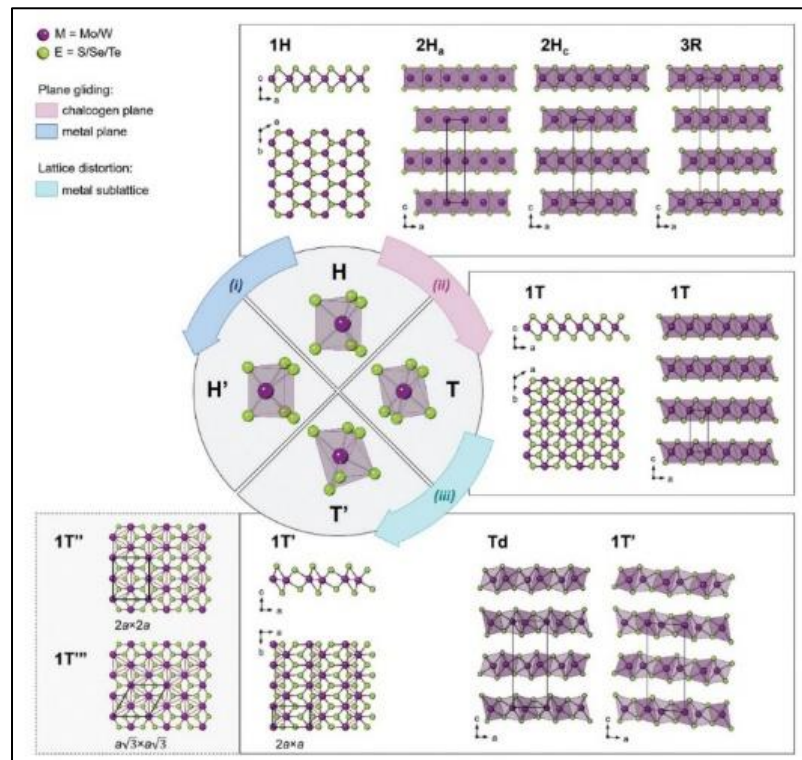 M = Mo/W
E = S/Se/Te
Plane gliding:
chalcogen plane
metal plane
Lattice distortion:
metal sublattice
1H
2Ha
2Hc
3R
c
a
a
b
c
a
c
a
c
a
(i)
H
(ii)
H'
T
T'
(iii)
1T
1T
c
a
a
b
c
a
1T''
2a×2a
1T'''
a√3×a√3
1T'
c
a
a
b
2a×a
Td
1T'
c
a
c
a